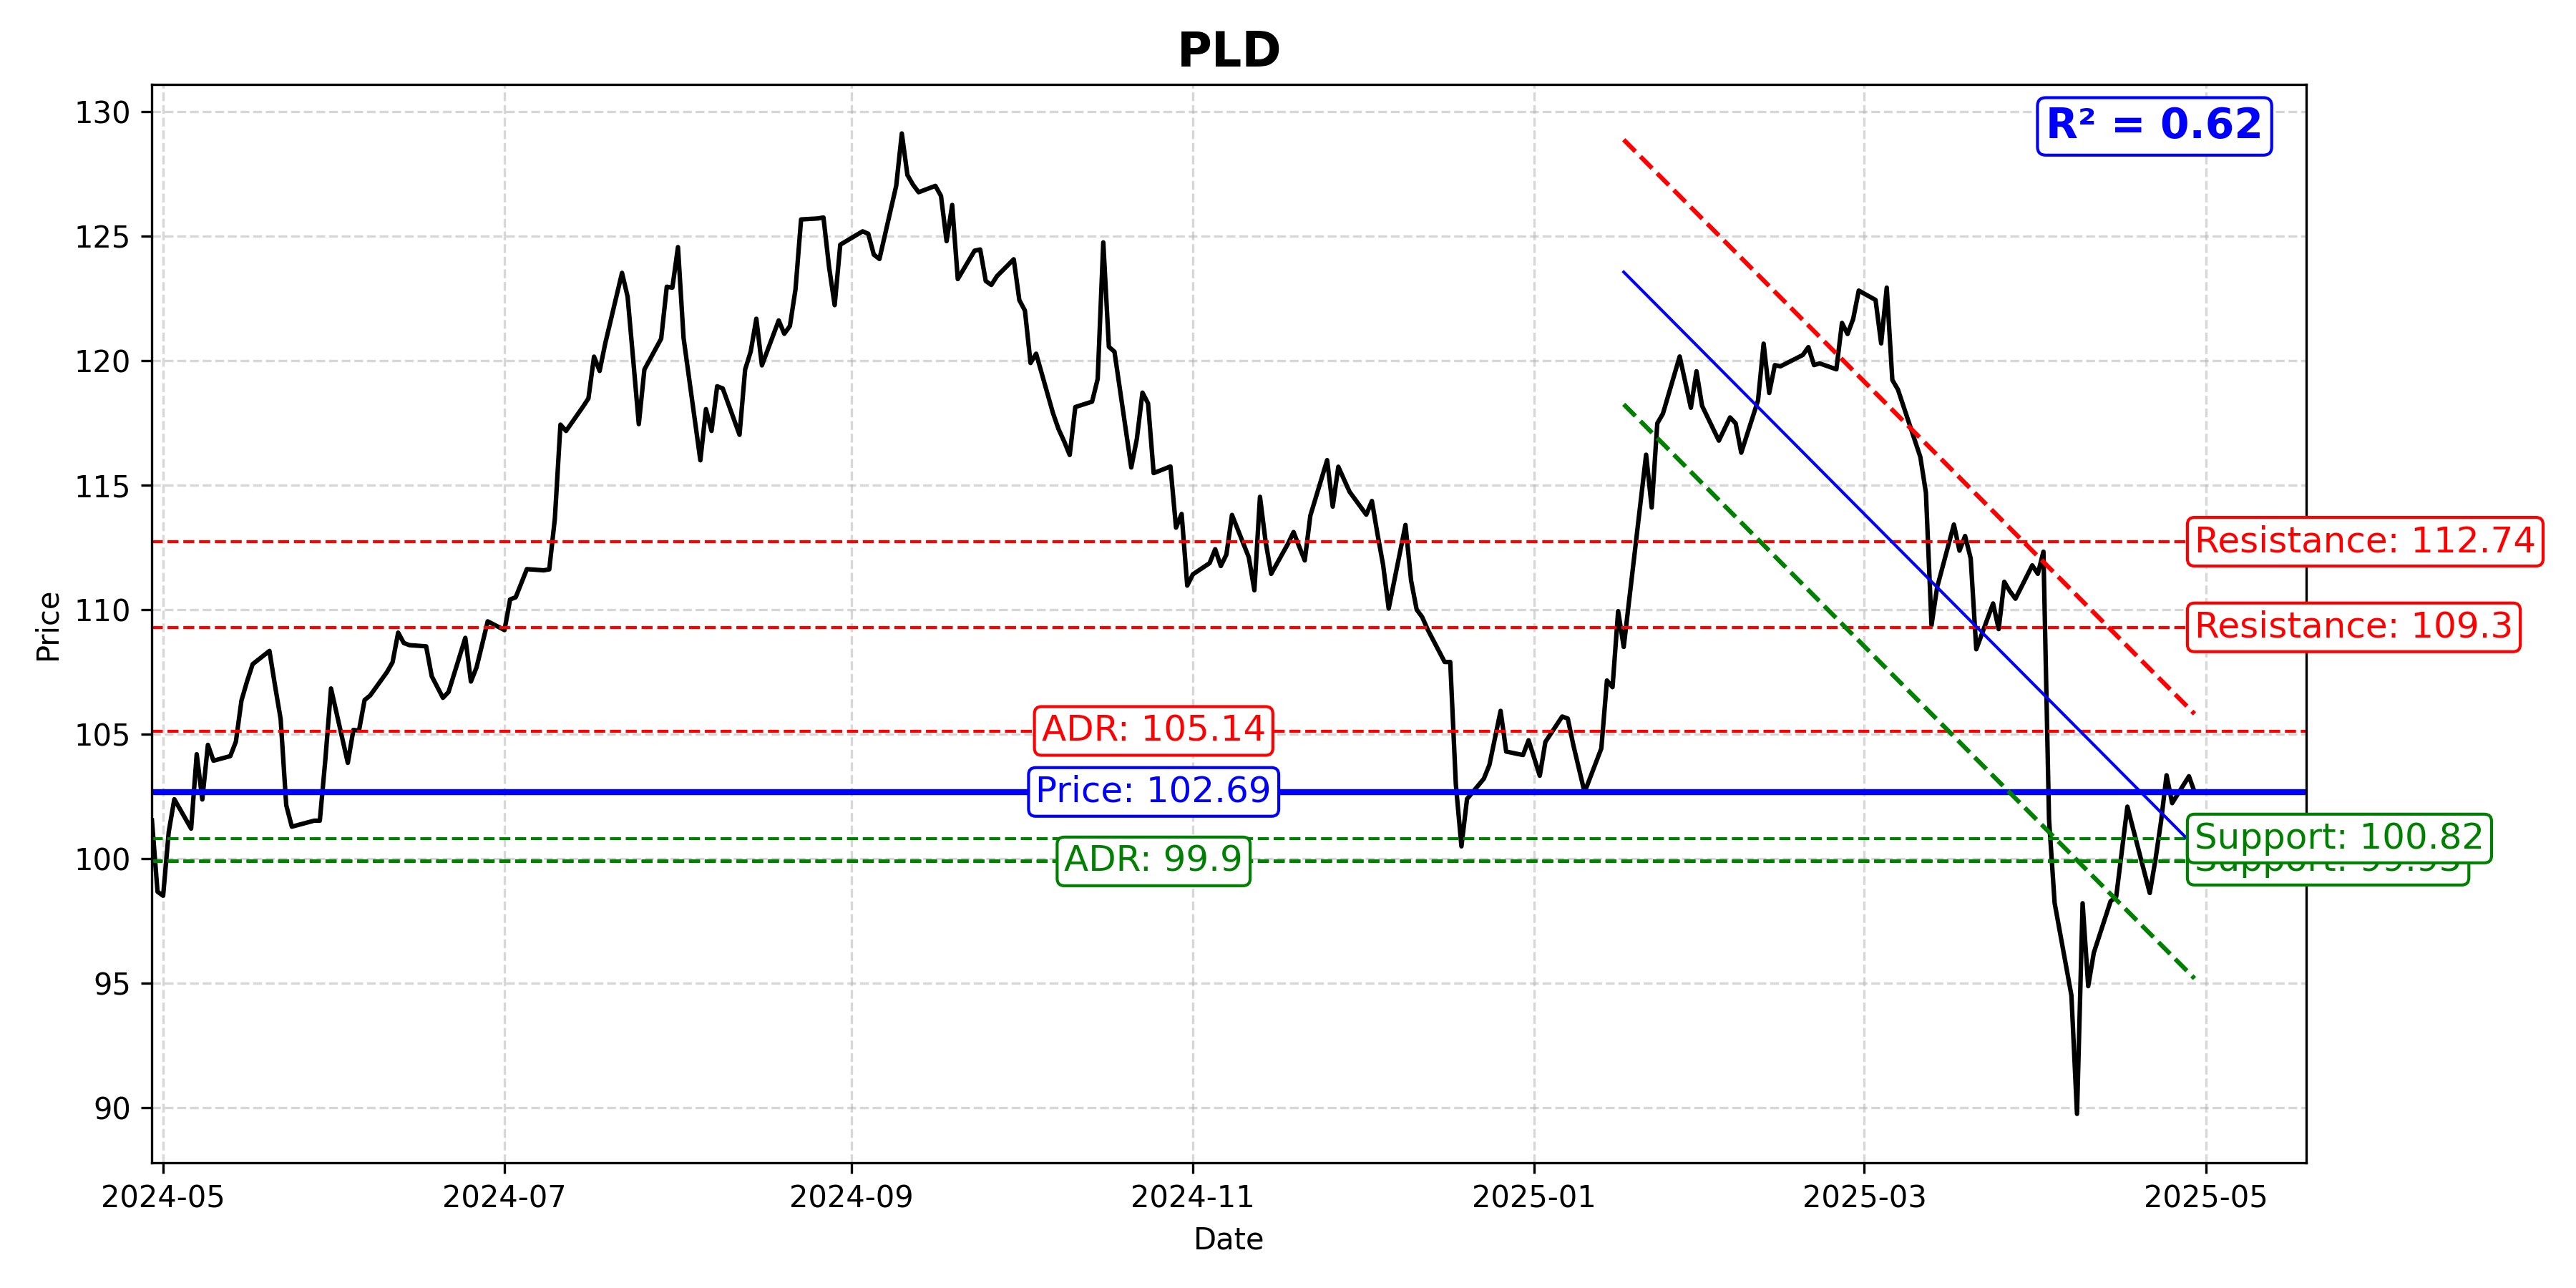 PLD
R² = 0.62
130
125
120
115
110
105
100
95
90
Price
Resistance: 112.74
Resistance: 109.3
ADR: 105.14
Price: 102.69
Support: 100.82
ADR: 99.9
2024-05
2024-07
2024-09
2024-11
2025-01
2025-03
2025-05
Date